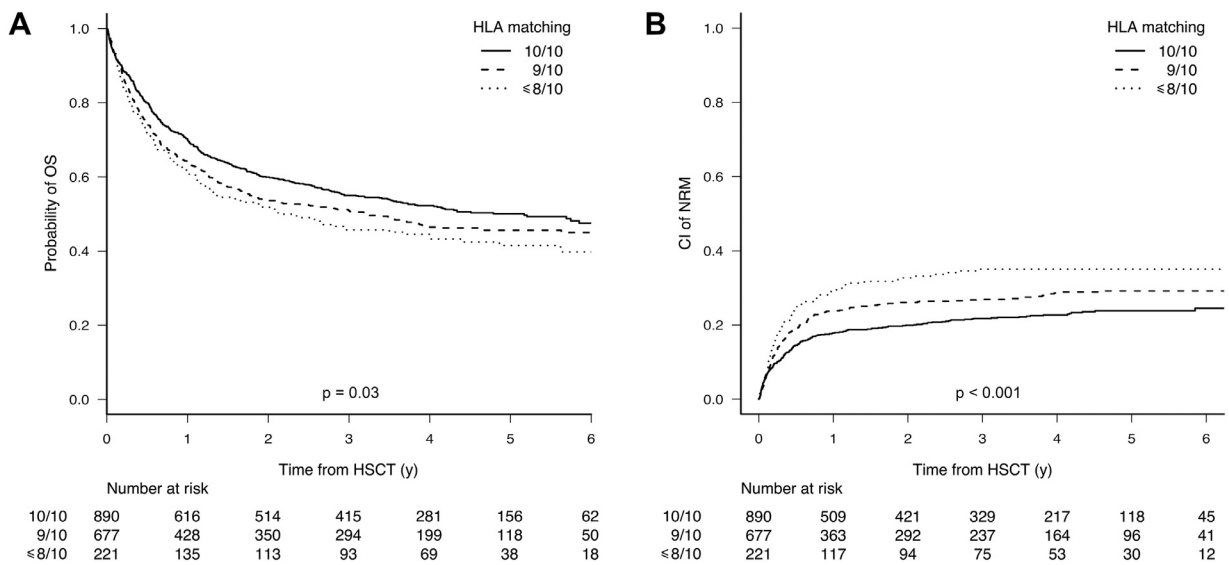 A
HLA matching
10/10
9/10
≤8/10
1.0
0.8
0.6
0.4
0.2
0.0
Probability of OS
p = 0.03
0 1 2 3 4 5 6
Time from HSCT (y)
Number at risk
10/10 890 616 514 415 281 156 62
9/10 677 428 350 294 199 118 50
≤8/10 221 135 113 93 69 38 18
B
HLA matching
10/10
9/10
≤8/10
1.0
0.8
0.6
0.4
0.2
0.0
CI of NRM
p < 0.001
0 1 2 3 4 5 6
Time from HSCT (y)
Number at risk
10/10 890 509 421 329 217 118 45
9/10 677 363 292 237 164 96 41
≤8/10 221 117 94 75 53 30 12